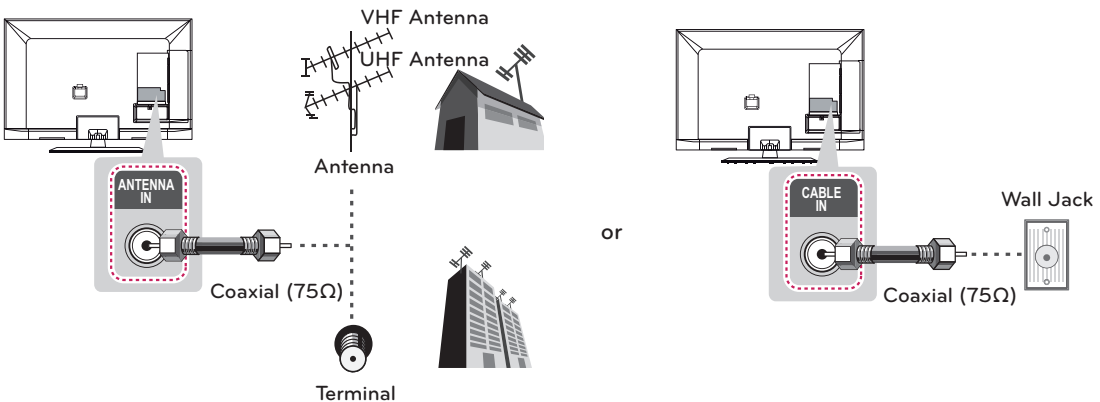 VHF Antenna
UHF Antenna
Antenna
ANTENNA
IN
Coaxial (75Ω)
Terminal
or
CABLE
IN
Wall Jack
Coaxial (75Ω)